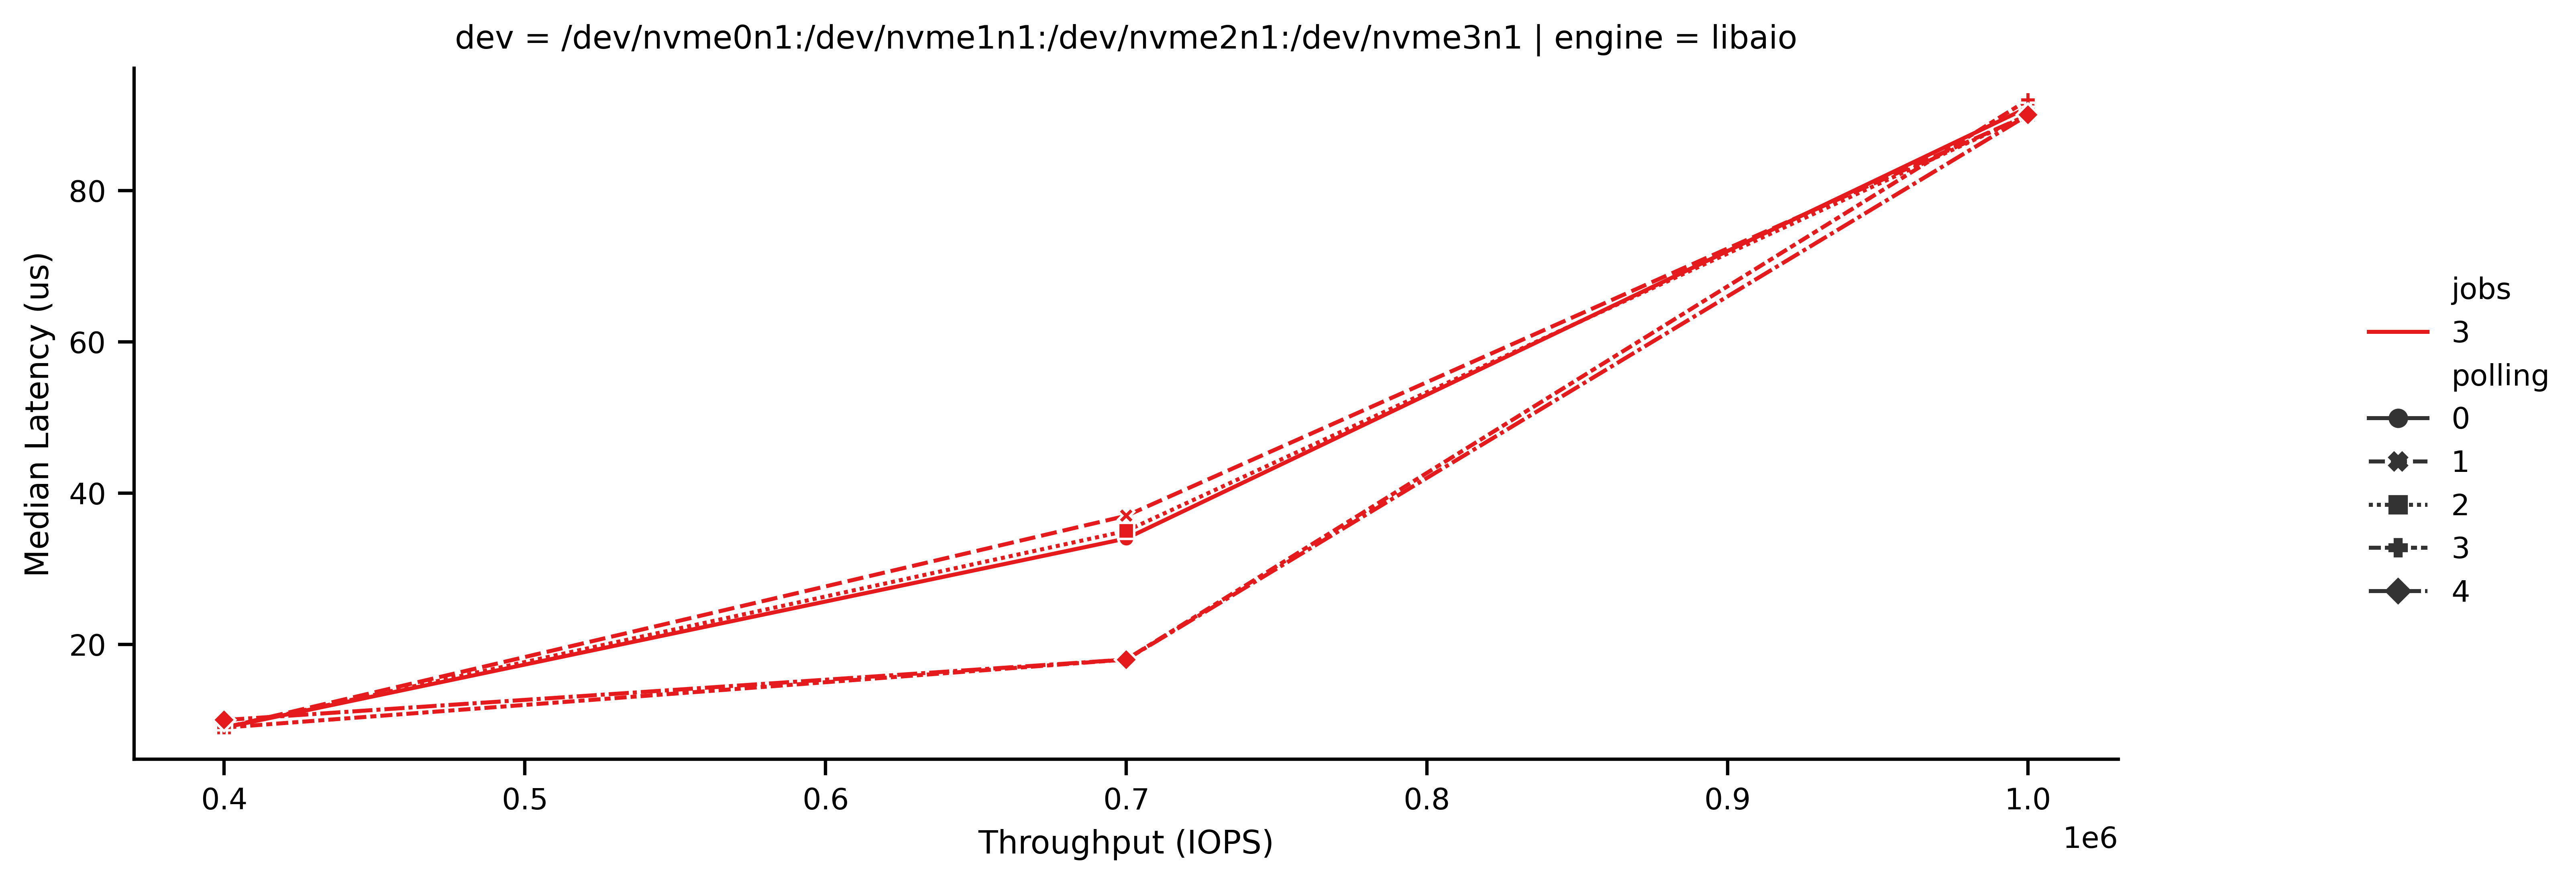 dev = /dev/nvme0n1:/dev/nvme1n1:/dev/nvme2n1:/dev/nvme3n1 | engine = libaio
Median Latency (us)
80
60
40
20
0.4 0.5 0.6 0.7 0.8 0.9 1.0
1e6
Throughput (IOPS)
jobs
3
polling
0
1
2
3
4